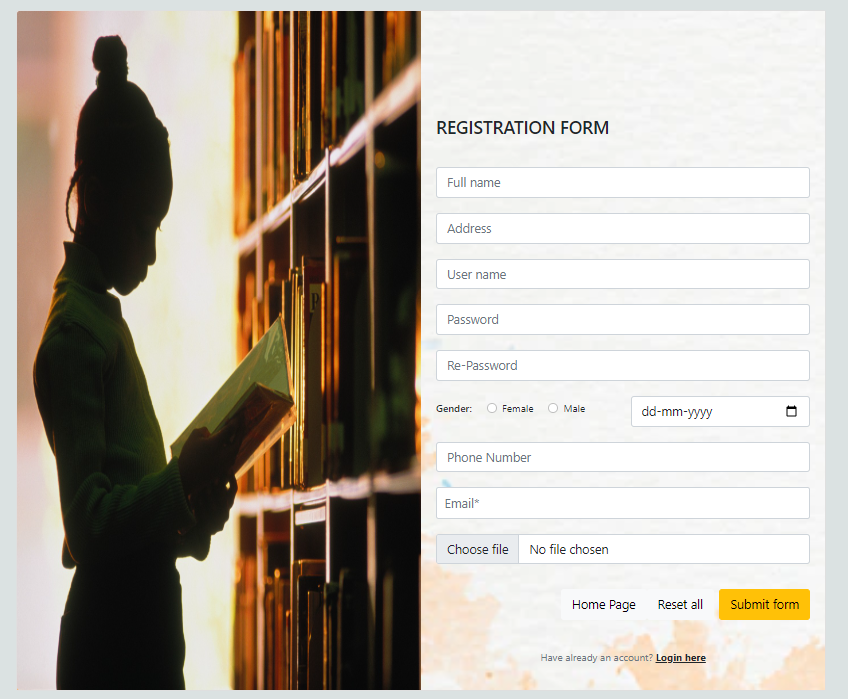 REGISTRATION FORM
Full name
Address
User name
Password
Re-Password
Gender: Female Male dd-mm-yyyy
Phone Number
Email*
Choose file No file chosen
Home Page Reset all Submit form
Have already an account? Login here